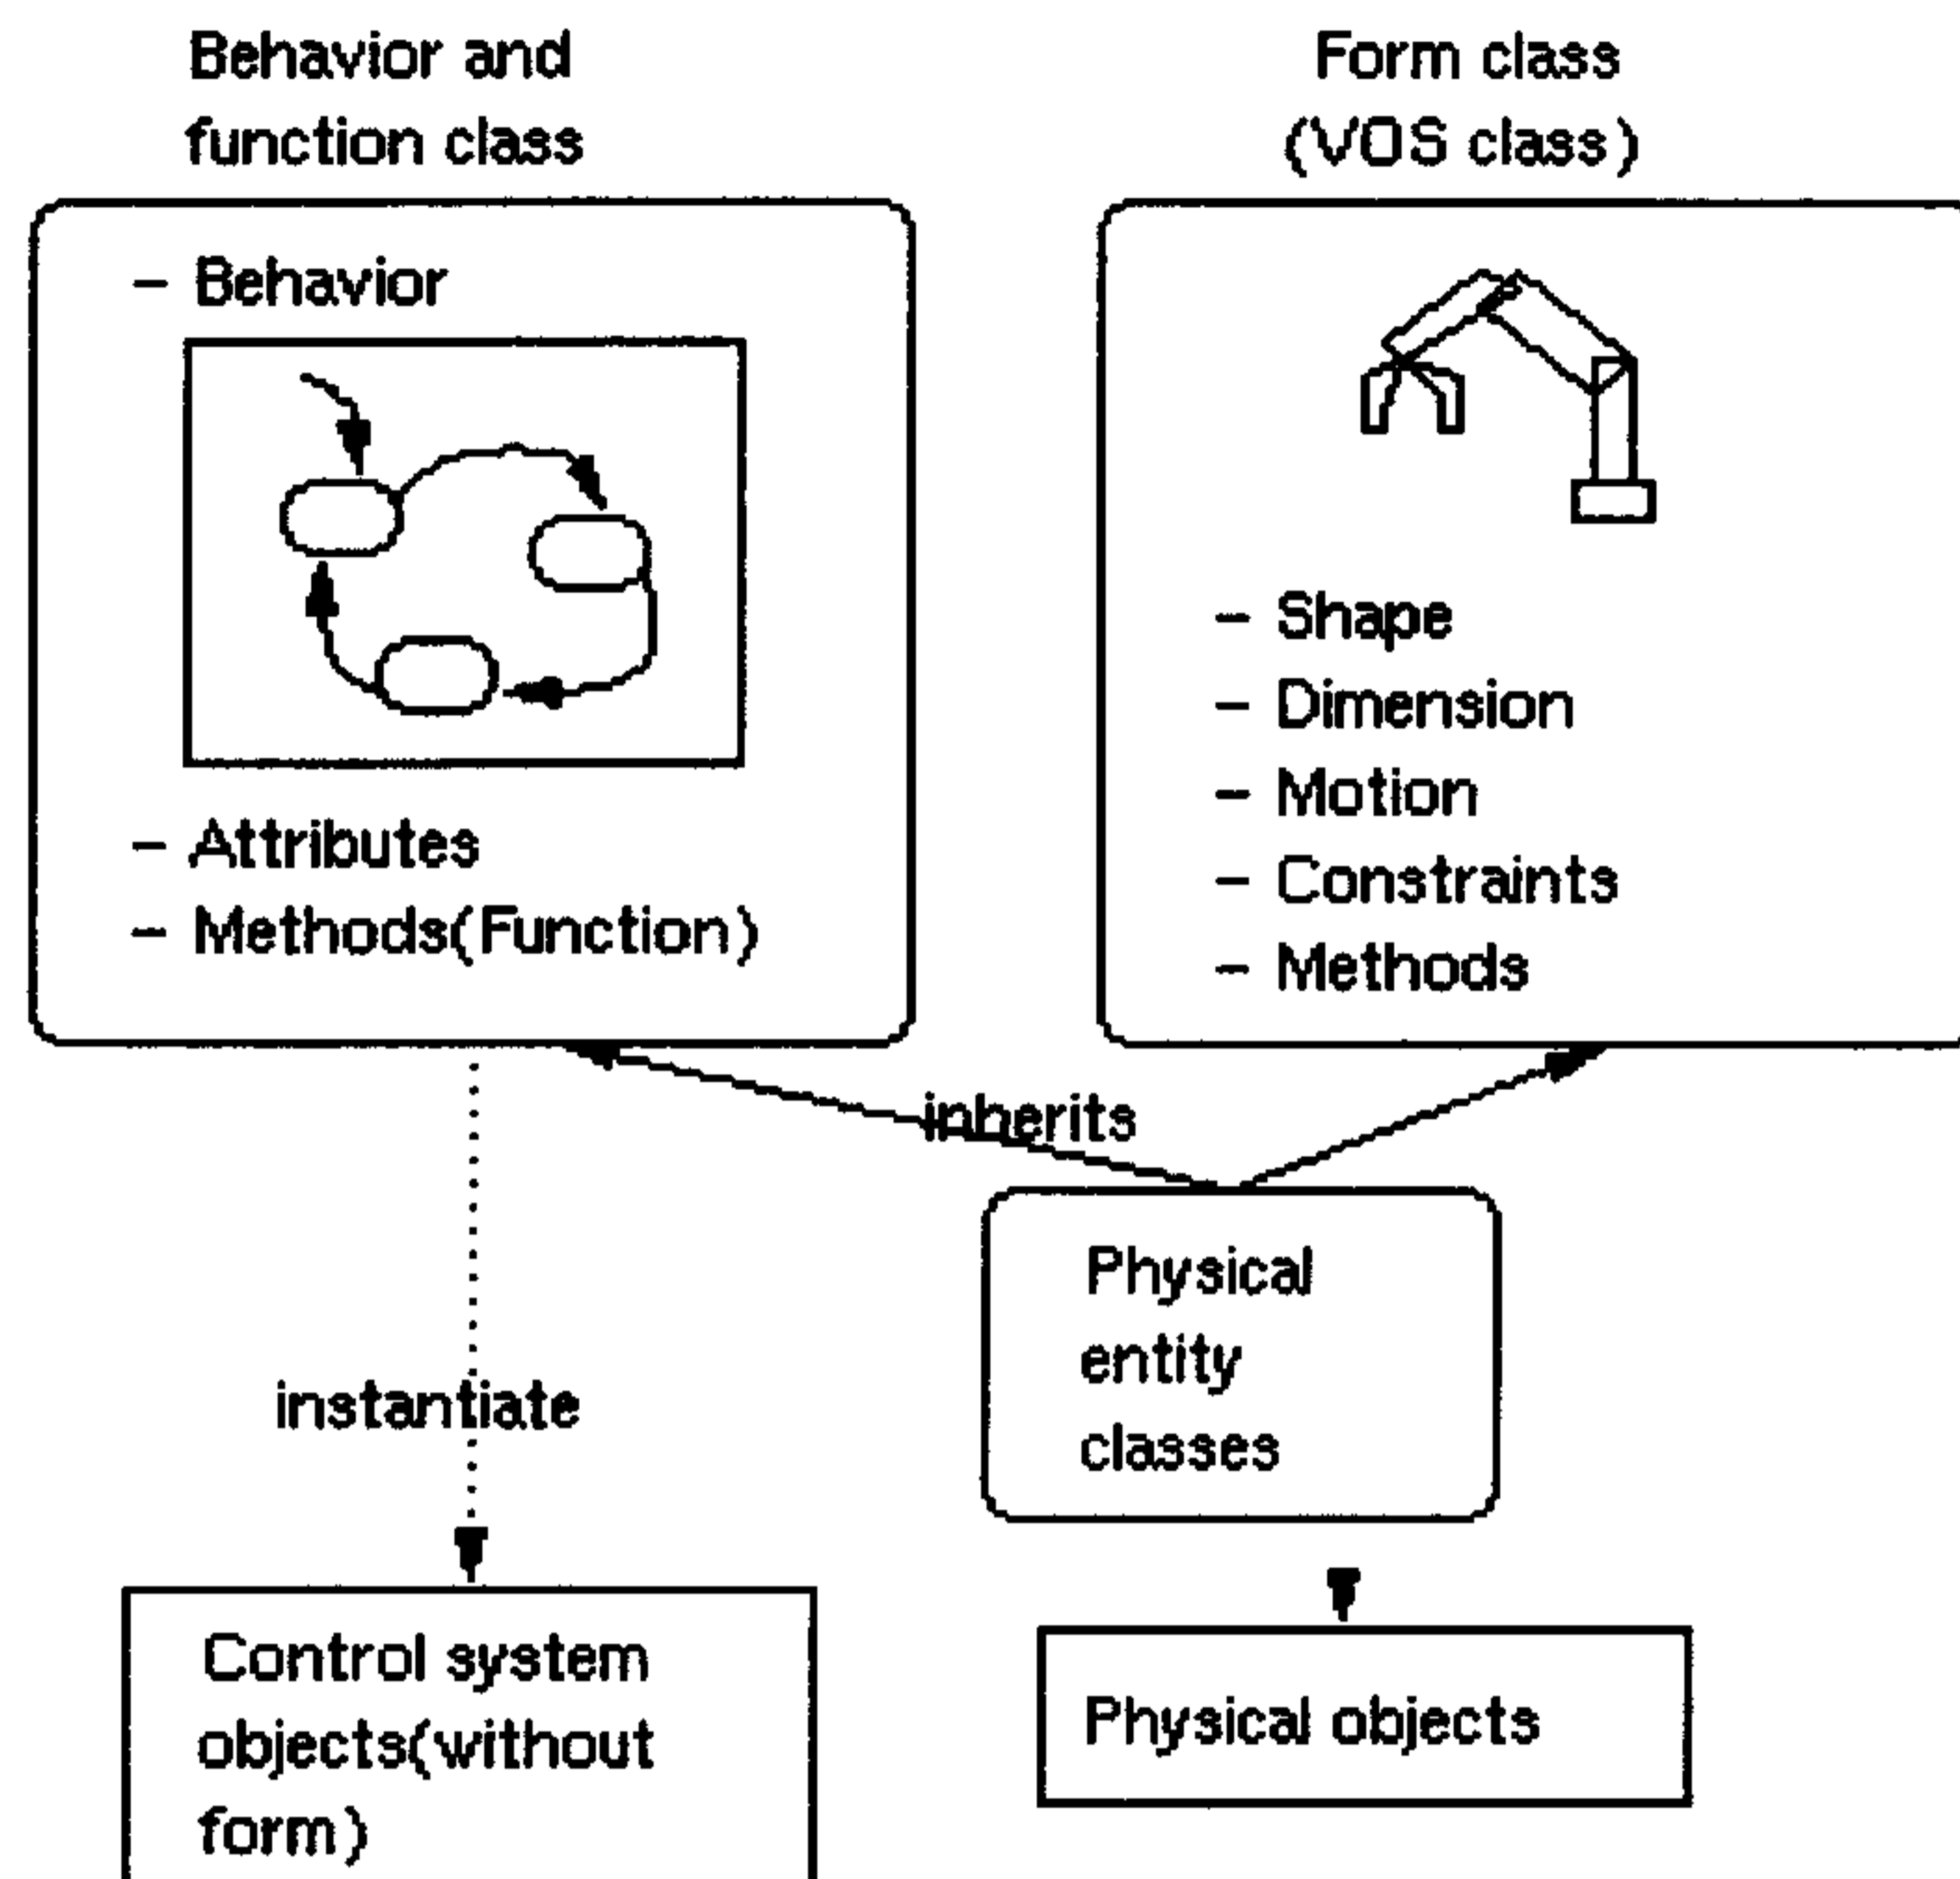 Behavior and
function class
- Behavior
- Attributes
- Methods(Function)
Form class
(VOS class)
- Shape
- Dimension
- Motion
- Constraints
- Methods
inherits
instantiate
Physical
entity
classes
Control system
objects(without
form)
Physical objects